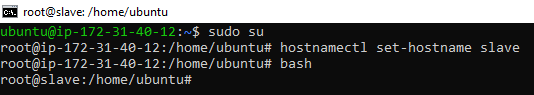 root@slave: /home/ubuntu
ubuntu@ip-172-31-40-12:~$ sudo su
root@ip-172-31-40-12:/home/ubuntu# hostnamectl set-hostname slave
root@ip-172-31-40-12:/home/ubuntu# bash
root@slave:/home/ubuntu#